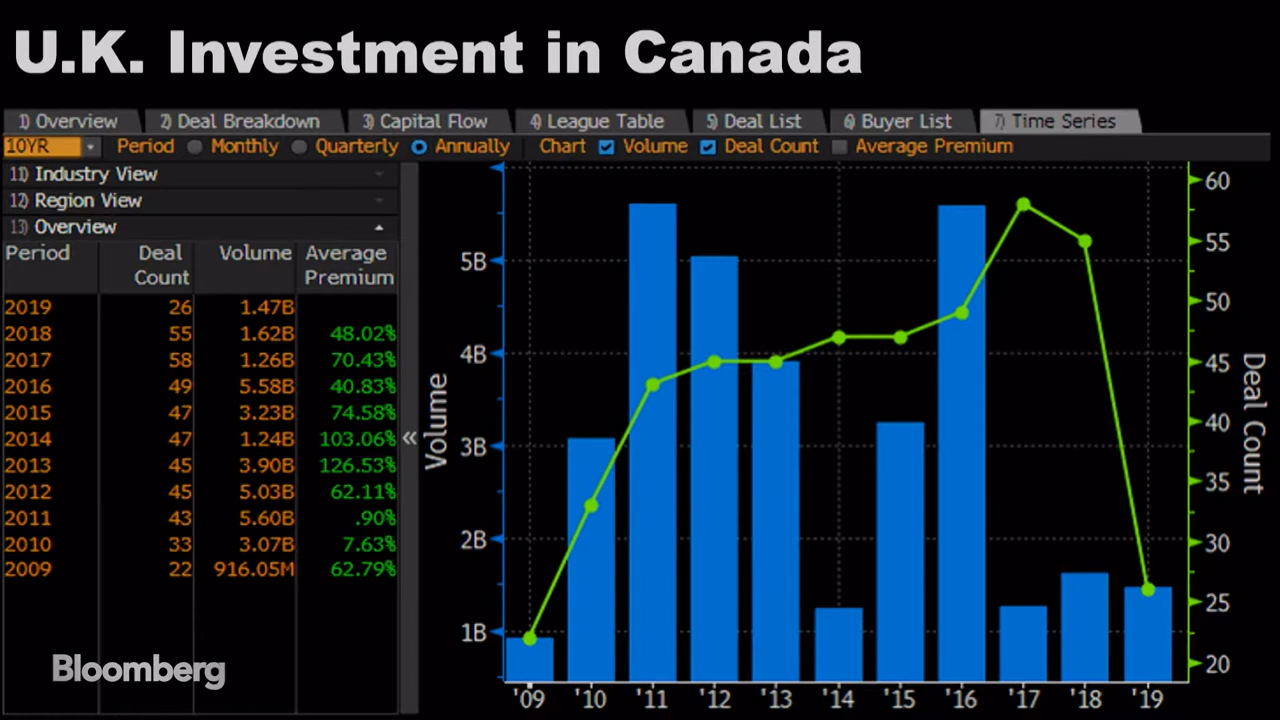 U.K. Investment in Canada
1) Overview 2) Deal Breakdown 3) Capital Flow 4) League Table 5) Deal List 6) Buyer List 7) Time Series
10YR Period Monthly Quarterly Annually Chart Volume Deal Count Average Premium
11) Industry View
12) Region View
13) Overview
Period Deal Count Volume Average Premium
2019 26 1.47B
2018 55 1.62B 48.02%
2017 58 1.26B 70.43%
2016 49 5.58B 40.83%
2015 47 3.23B 74.58%
2014 47 1.24B 103.06%
2013 45 3.90B 126.53%
2012 45 5.03B 62.11%
2011 43 5.60B .90%
2010 33 3.07B 7.63%
2009 22 916.05M 62.79%
«
Bloomberg
Volume
5B
4B
3B
2B
1B
'09 '10 '11 '12 '13 '14 '15 '16 '17 '18 '19
60
55
50
45
40
35
30
25
20
Deal Count